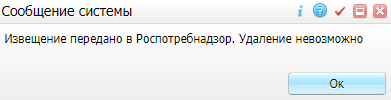 Сообщение системы
Извещение передано в Роспотребнадзор. Удаление невозможно
Ок